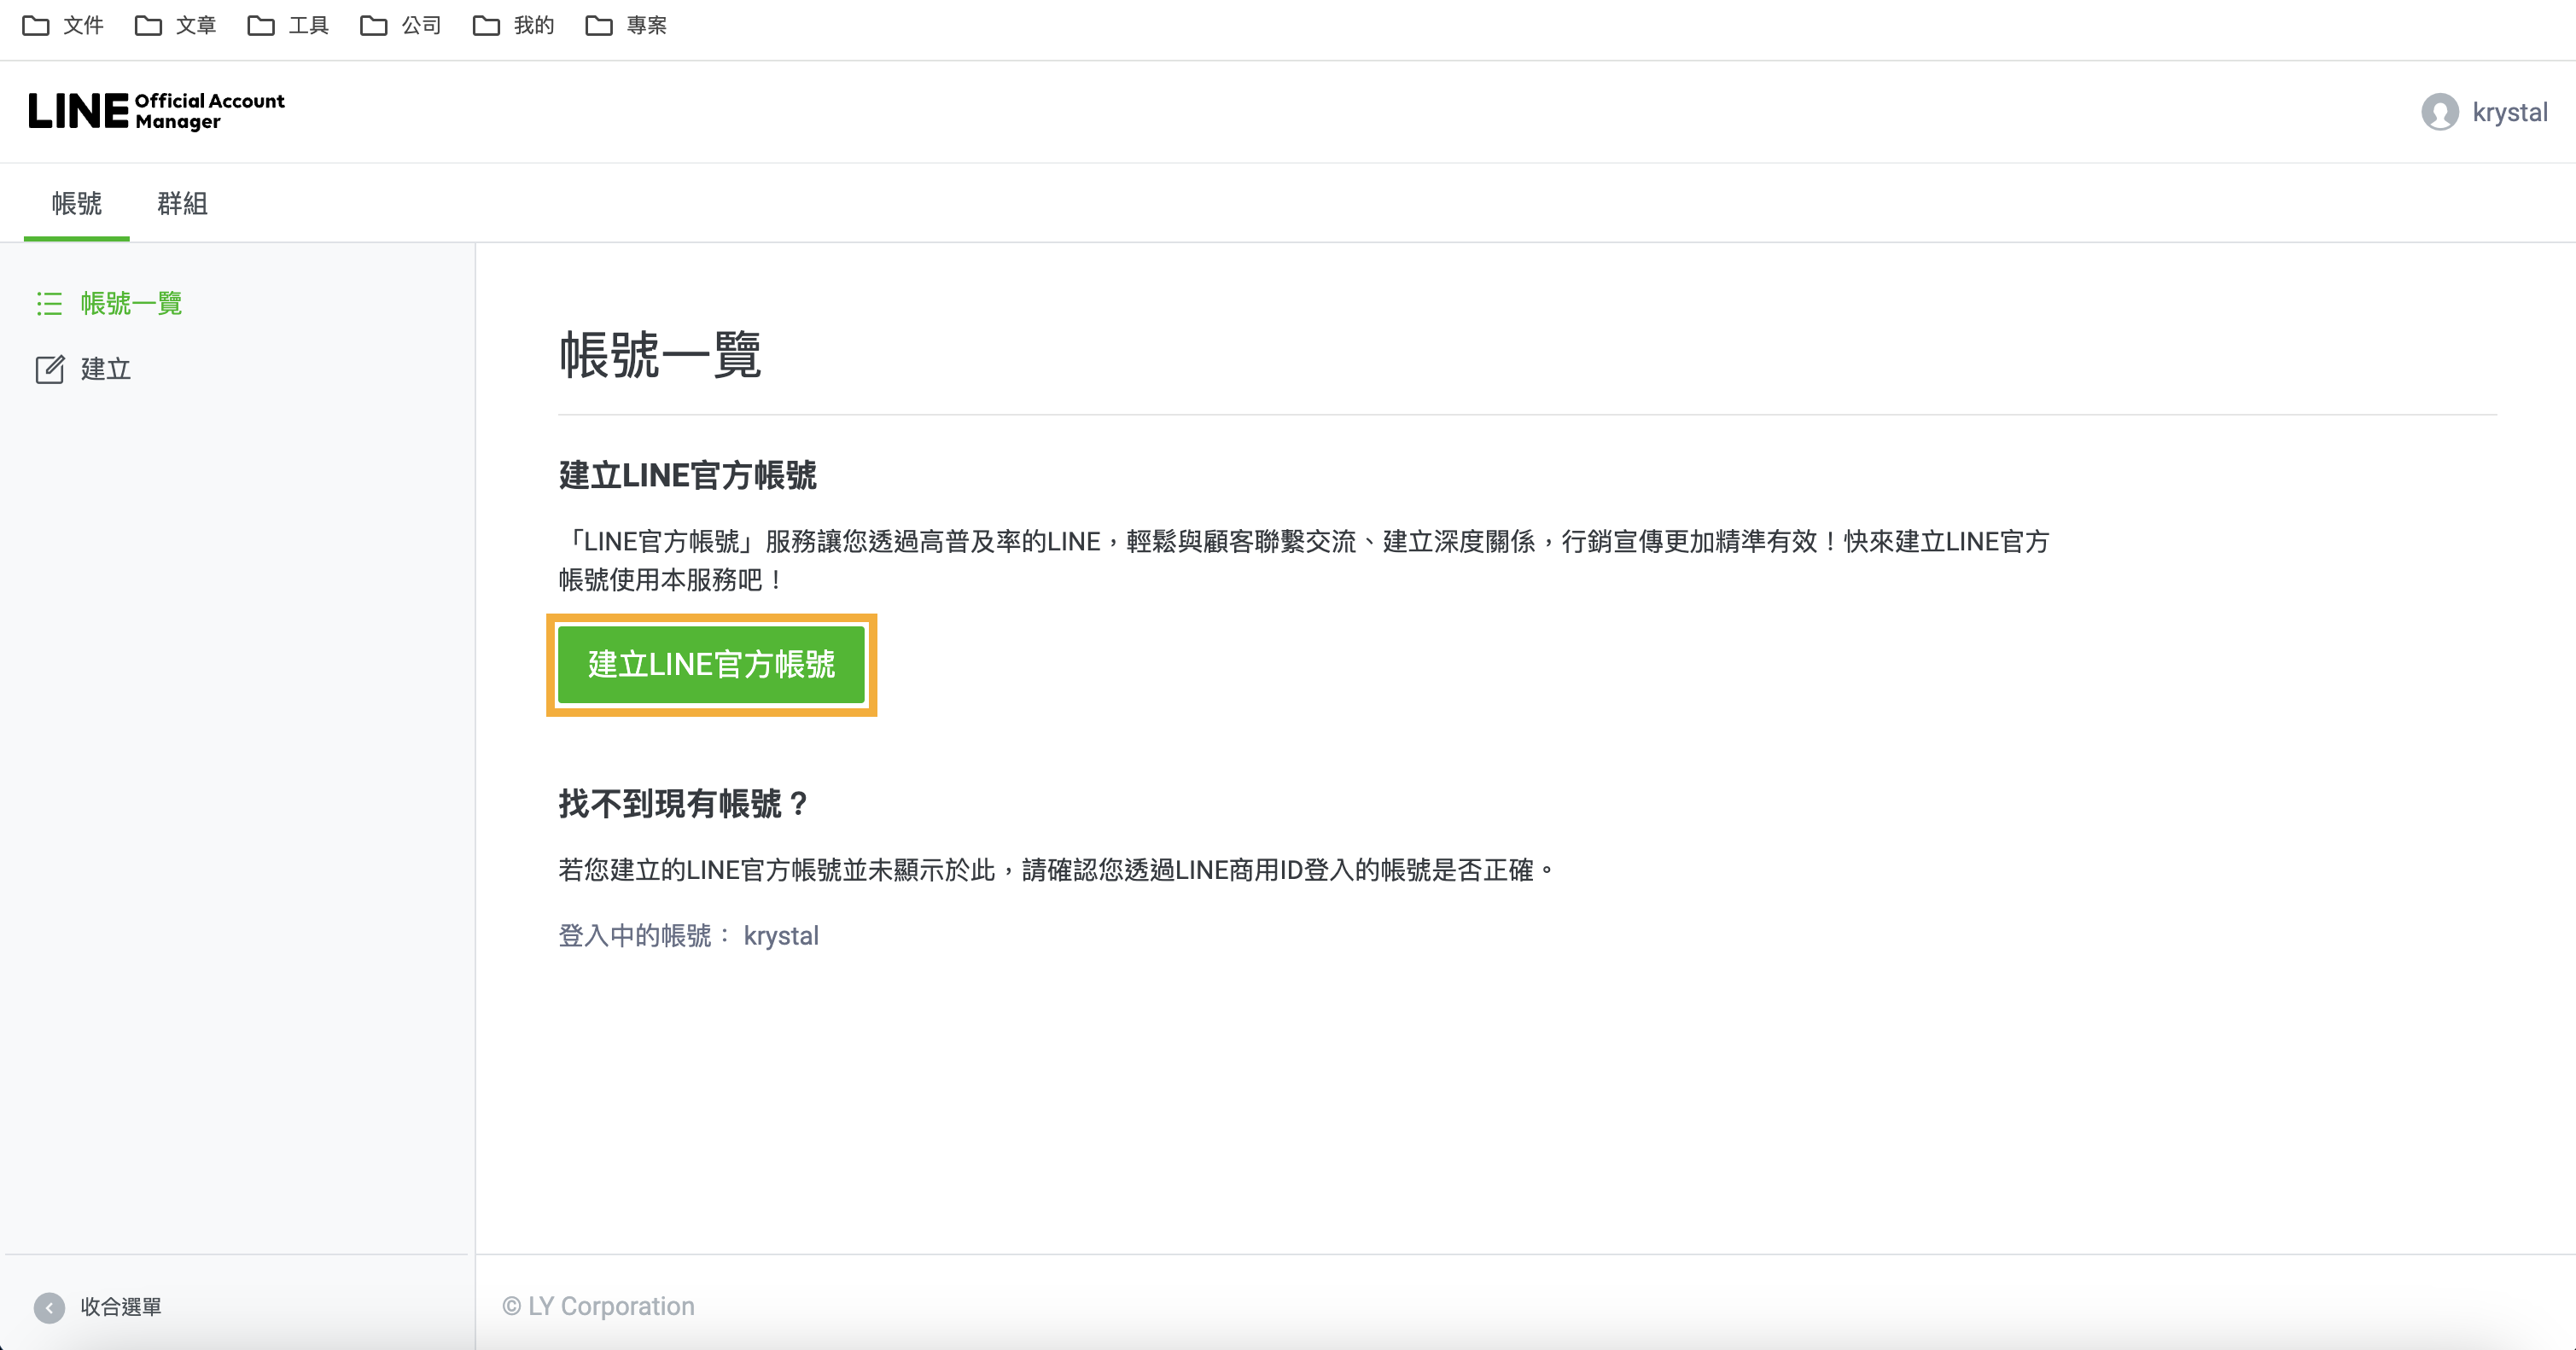 文件 文章 工具 公司 我的 專案
LINE Official Account Manager
krystal
帳號 群組
帳號一覽
建立
帳號一覽
建立LINE官方帳號
「LINE官方帳號」服務讓您透過高普及率的LINE，輕鬆與顧客聯繫交流、建立深度關係，行銷宣傳更加精準有效！快來建立LINE官方
帳號使用本服務吧！
建立LINE官方帳號
找不到現有帳號？
若您建立的LINE官方帳號並未顯示於此，請確認您透過LINE商用ID登入的帳號是否正確。
登入中的帳號： krystal
收合選單
© LY Corporation